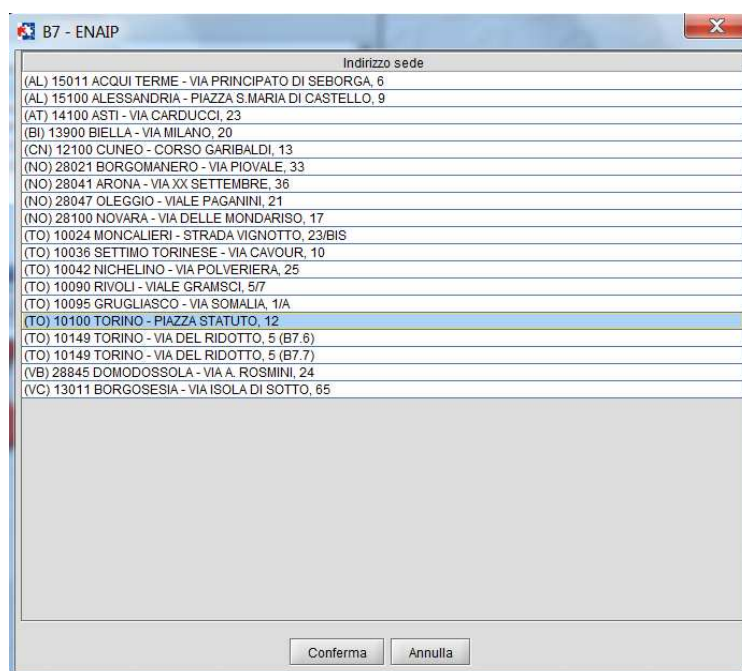 B7 - ENAIP
Indirizzo sede
(AL) 15011 ACQUI TERME - VIA PRINCIPATO DI SEBORGA, 6
(AL) 15100 ALESSANDRIA - PIAZZA S.MARIA DI CASTELLO, 9
(AT) 14100 ASTI - VIA CARDUCCI, 23
(BI) 13900 BIELLA - VIA MILANO, 20
(CN) 12100 CUNEO - CORSO GARIBALDI, 13
(NO) 28021 BORGOMANERO - VIA PIOVALE, 33
(NO) 28041 ARONA - VIA XX SETTEMBRE, 36
(NO) 28047 OLEGGIO - VIALE PAGANINI, 21
(NO) 28100 NOVARA - VIA DELLE MONDARISO, 17
(TO) 10024 MONCALIERI - STRADA VIGNOTTO, 23/BIS
(TO) 10036 SETTIMO TORINESE - VIA CAVOUR, 10
(TO) 10042 NICHELINO - VIA POLVERIERA, 25
(TO) 10090 RIVOLI - VIALE GRAMSCI, 5/7
(TO) 10095 GRUGLIASCO - VIA SOMALIA, 1/A
(TO) 10100 TORINO - PIAZZA STATUTO, 12
(TO) 10149 TORINO - VIA DEL RIDOTTO, 5 (B7.6)
(TO) 10149 TORINO - VIA DEL RIDOTTO, 5 (B7.7)
(VB) 28845 DOMODOSSOLA - VIA A. ROSMINI, 24
(VC) 13011 BORGOSESIA - VIA ISOLA DI SOTTO, 65
Conferma Annulla